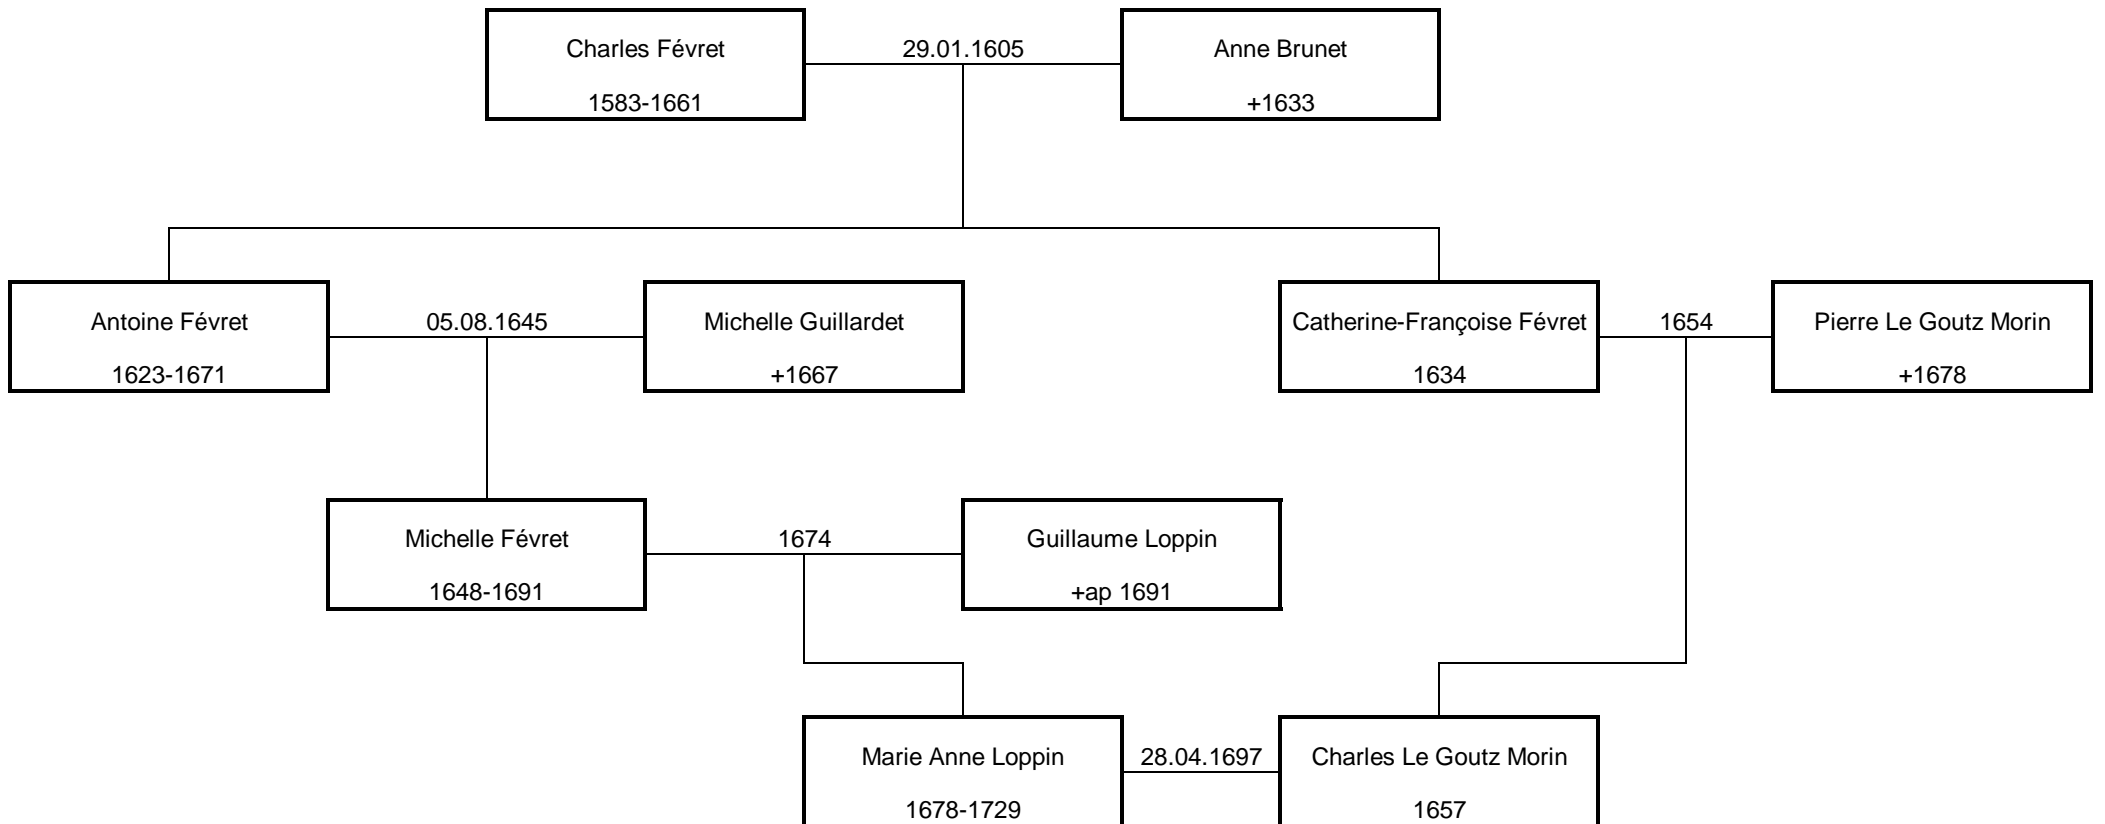 Charles Févret
29.01.1605
Anne Brunet
1583-1661
+1633
Antoine Févret
05.08.1645
Michelle Guillardet
Catherine-Françoise Févret
1654
Pierre Le Goutz Morin
1623-1671
+1667
1634
+1678
Michelle Févret
1674
Guillaume Loppin
1648-1691
+ap 1691
Marie Anne Loppin
28.04.1697
Charles Le Goutz Morin
1678-1729
1657